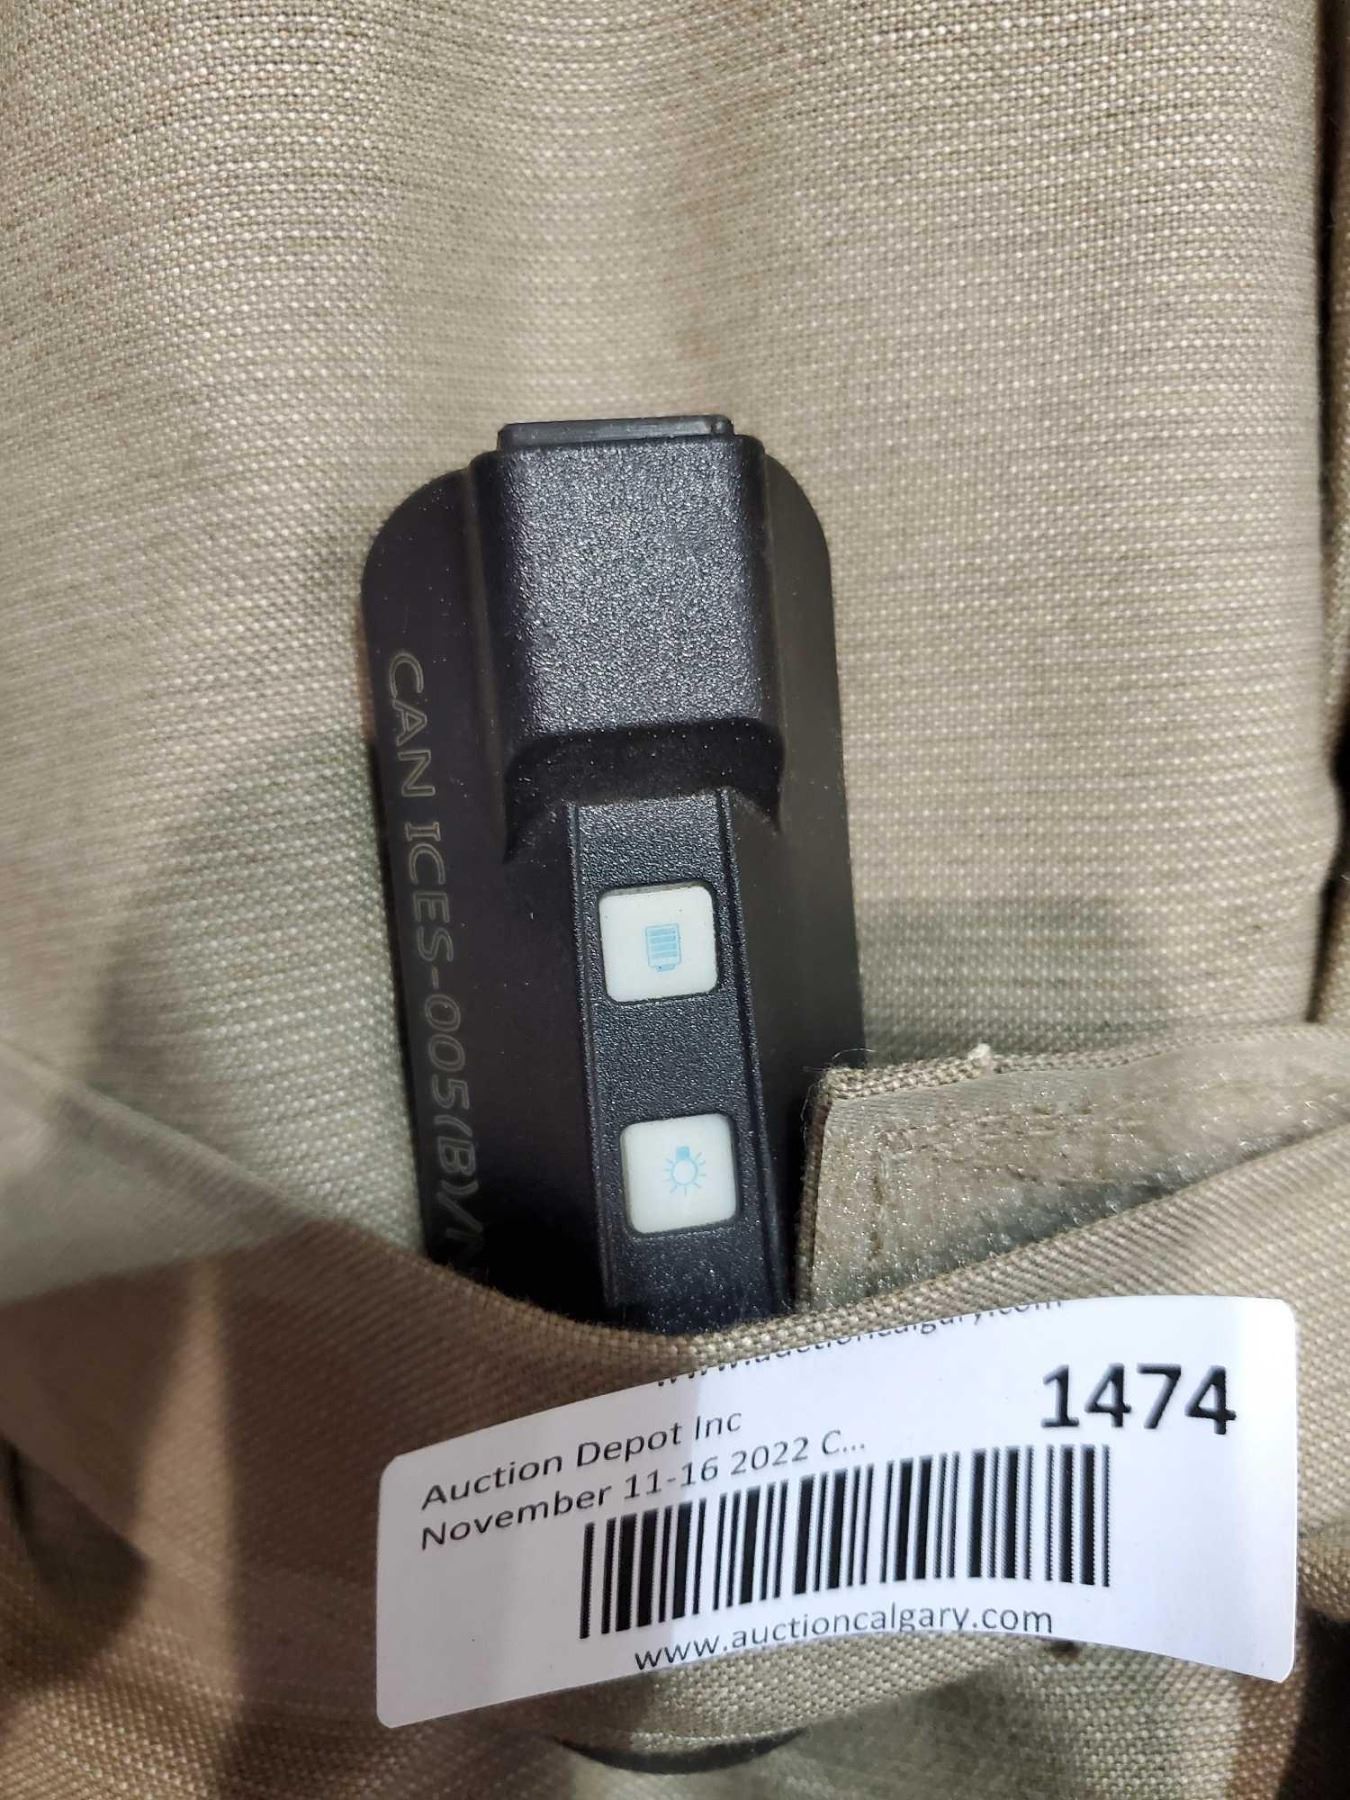 CAN ICES-005(B)/
www.auctioncalgary.com
1474
Auction Depot Inc
November 11-16 2022 C...
www.auctioncalgary.com